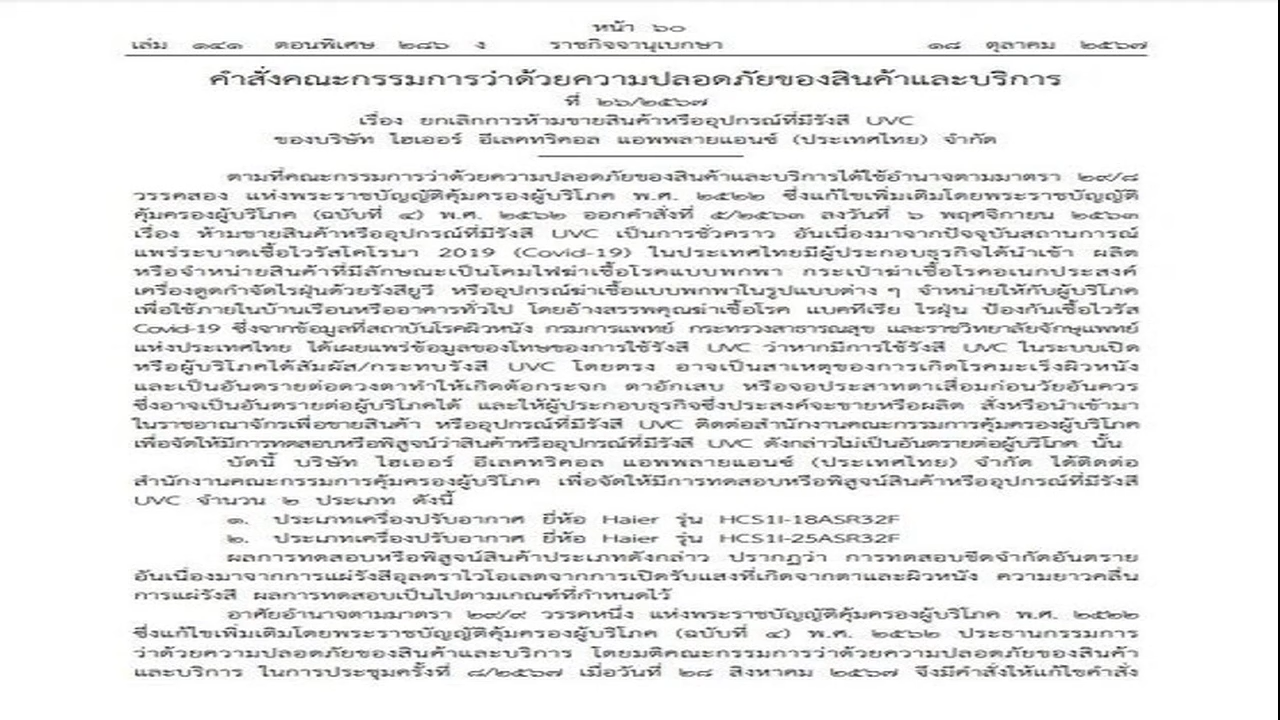 หน้า ๖๐
เล่ม ๑๔๑ ตอนพิเศษ ๒๘๖ ง ราชกิจจานุเบกษา ๑๘ ตุลาคม ๒๕๖๗
คำสั่งคณะกรรมการว่าด้วยความปลอดภัยของสินค้าและบริการ
ที่ ๒๖/๒๕๖๗
เรื่อง ยกเลิกการห้ามขายสินค้าหรืออุปกรณ์ที่มีรังสี UVC
ของบริษัท ไฮเออร์ อีเลคทริคอล แอพพลายแอนซ์ (ประเทศไทย) จำกัด
ตามที่คณะกรรมการว่าด้วยความปลอดภัยของสินค้าและบริการได้ใช้อำนาจตามมาตรา ๒๙/๘
วรรคสอง แห่งพระราชบัญญัติคุ้มครองผู้บริโภค พ.ศ. ๒๕๒๒ ซึ่งแก้ไขเพิ่มเติมโดยพระราชบัญญัติ
คุ้มครองผู้บริโภค (ฉบับที่ ๔) พ.ศ. ๒๕๖๒ ออกคำสั่งที่ ๕/๒๕๖๓ ลงวันที่ ๖ พฤศจิกายน ๒๕๖๓
เรื่อง ห้ามขายสินค้าหรืออุปกรณ์ที่มีรังสี UVC เป็นการชั่วคราว อันเนื่องมาจากปัจจุบันสถานการณ์
แพร่ระบาดเชื้อไวรัสโคโรนา 2019 (Covid-19) ในประเทศไทยมีผู้ประกอบธุรกิจได้นำเข้า ผลิต
หรือจำหน่ายสินค้าที่มีลักษณะเป็นโคมไฟฆ่าเชื้อโรคแบบพกพา กระเป๋าฆ่าเชื้อโรคอเนกประสงค์
เครื่องดูดกำจัดไรฝุ่นด้วยรังสียูวี หรืออุปกรณ์ฆ่าเชื้อแบบพกพาในรูปแบบต่าง ๆ จำหน่ายให้กับผู้บริโภค
เพื่อใช้ภายในบ้านเรือนหรืออาคารทั่วไป โดยอ้างสรรพคุณฆ่าเชื้อโรค แบคทีเรีย ไรฝุ่น ป้องกันเชื้อไวรัส
Covid-19 ซึ่งจากข้อมูลที่สถาบันโรคผิวหนัง กรมการแพทย์ กระทรวงสาธารณสุข และราชวิทยาลัยจักษุแพทย์
แห่งประเทศไทย ได้เผยแพร่ข้อมูลของโทษของการใช้รังสี UVC ว่าหากมีการใช้รังสี UVC ในระบบเปิด
หรือผู้บริโภคได้สัมผัส/กระทบรังสี UVC โดยตรง อาจเป็นสาเหตุของการเกิดโรคมะเร็งผิวหนัง
และเป็นอันตรายต่อดวงตาทำให้เกิดต้อกระจก ตาอักเสบ หรือจอประสาทตาเสื่อมก่อนวัยอันควร
ซึ่งอาจเป็นอันตรายต่อผู้บริโภคได้ และให้ผู้ประกอบธุรกิจซึ่งประสงค์จะขายหรือผลิต สั่งหรือนำเข้ามา
ในราชอาณาจักรเพื่อขายสินค้า หรืออุปกรณ์ที่มีรังสี UVC ติดต่อสำนักงานคณะกรรมการคุ้มครองผู้บริโภค
เพื่อจัดให้มีการทดสอบหรือพิสูจน์ว่าสินค้าหรืออุปกรณ์ที่มีรังสี UVC ดังกล่าวไม่เป็นอันตรายต่อผู้บริโภค นั้น
บัดนี้ บริษัท ไฮเออร์ อีเลคทริคอล แอพพลายแอนซ์ (ประเทศไทย) จำกัด ได้ติดต่อ
สำนักงานคณะกรรมการคุ้มครองผู้บริโภค เพื่อจัดให้มีการทดสอบหรือพิสูจน์สินค้าหรืออุปกรณ์ที่มีรังสี
UVC จำนวน ๒ ประเภท ดังนี้
๑. ประเภทเครื่องปรับอากาศ ยี่ห้อ Haier รุ่น HCS1I-18ASR32F
๒. ประเภทเครื่องปรับอากาศ ยี่ห้อ Haier รุ่น HCS1I-25ASR32F
ผลการทดสอบหรือพิสูจน์สินค้าประเภทดังกล่าว ปรากฏว่า การทดสอบขีดจำกัดอันตราย
อันเนื่องมาจากการแผ่รังสีอุลตราไวโอเลตจากการเปิดรับแสงที่เกิดจากตาและผิวหนัง ความยาวคลื่น
การแผ่รังสี ผลการทดสอบเป็นไปตามเกณฑ์ที่กำหนดไว้
อาศัยอำนาจตามมาตรา ๒๙/๙ วรรคหนึ่ง แห่งพระราชบัญญัติคุ้มครองผู้บริโภค พ.ศ. ๒๕๒๒
ซึ่งแก้ไขเพิ่มเติมโดยพระราชบัญญัติคุ้มครองผู้บริโภค (ฉบับที่ ๔) พ.ศ. ๒๕๖๒ ประธานกรรมการ
ว่าด้วยความปลอดภัยของสินค้าและบริการ โดยมติคณะกรรมการว่าด้วยความปลอดภัยของสินค้า
และบริการ ในการประชุมครั้งที่ ๘/๒๕๖๗ เมื่อวันที่ ๒๘ สิงหาคม ๒๕๖๗ จึงมีคำสั่งให้แก้ไขคำสั่ง